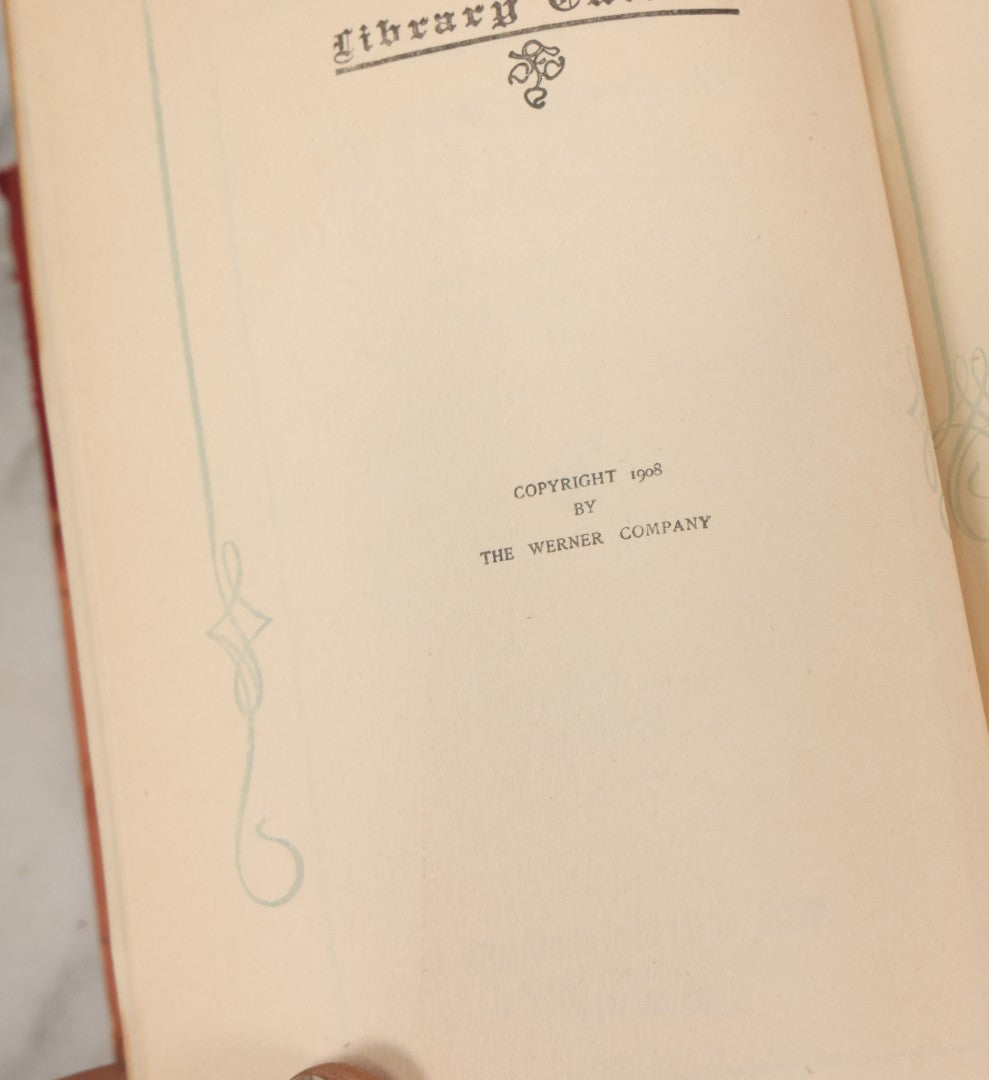 Library
COPYRIGHT 1908
BY
THE WERNER COMPANY